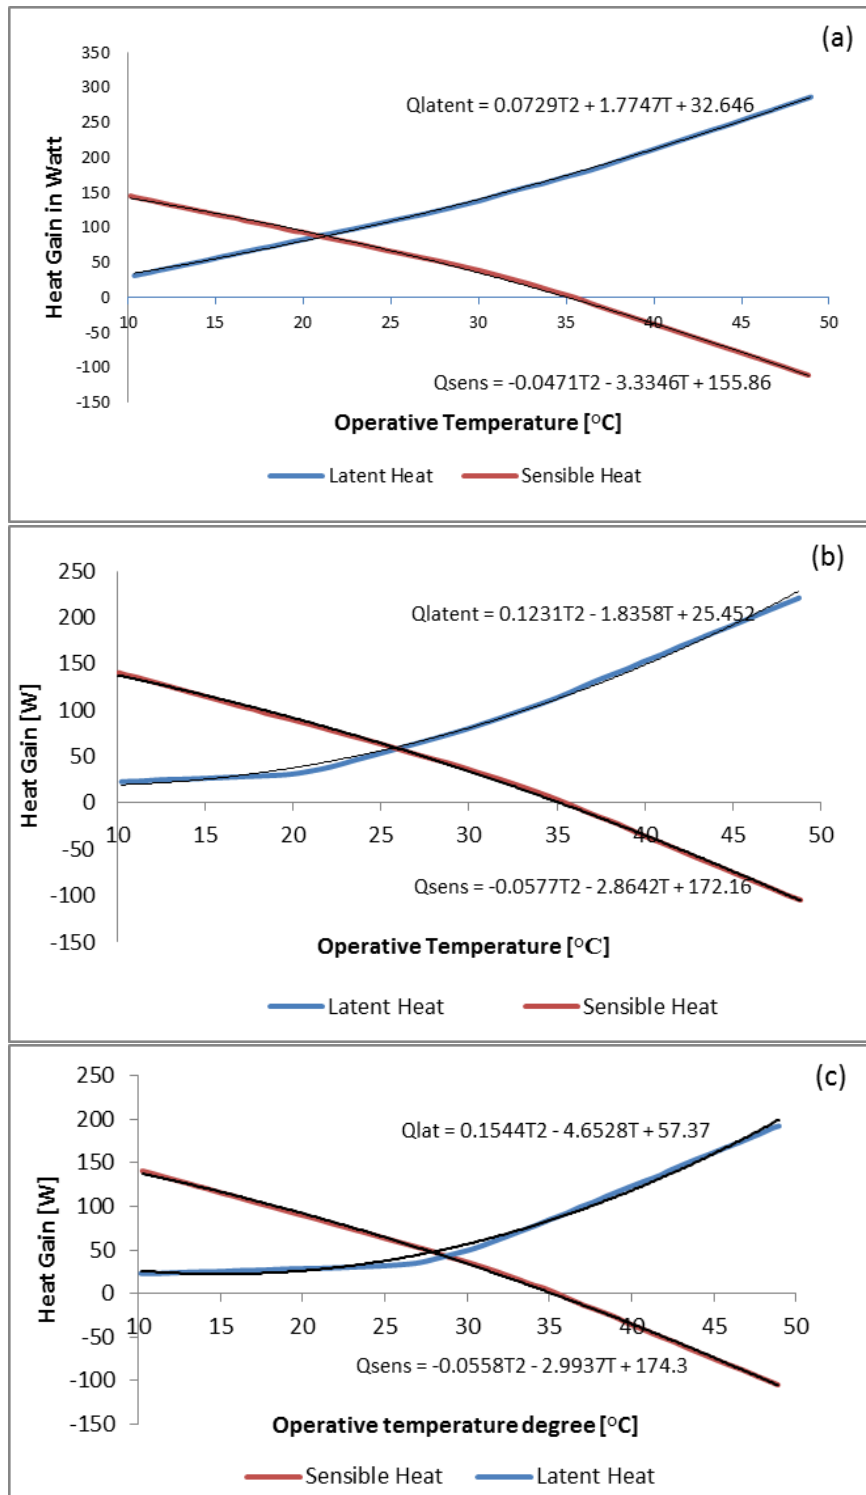 (a)
350
300
250
200
150
100
50
0
-50
-100
-150
Heat Gain in Watt
Qlatent = 0.0729T2 + 1.7747T + 32.646
10 15 20 25 30 35 40 45 50
Qsens = -0.0471T2 - 3.3346T + 155.86
Operative Temperature [°C]
Latent Heat Sensible Heat
(b)
250
200
150
100
50
0
-50
-100
-150
Heat Gain [W]
Qlatent = 0.1231T2 - 1.8358T + 25.452
10 15 20 25 30 35 40 45 50
Qsens = -0.0577T2 - 2.8642T + 172.16
Operative Temperature [°C]
Latent Heat Sensible Heat
(c)
250
200
150
100
50
0
-50
-100
-150
Heat Gain [W]
Qlat = 0.1544T2 - 4.6528T + 57.37
10 15 20 25 30 35 40 45 50
Qsens = -0.0558T2 - 2.9937T + 174.3
Operative temperature degree [°C]
Sensible Heat Latent Heat